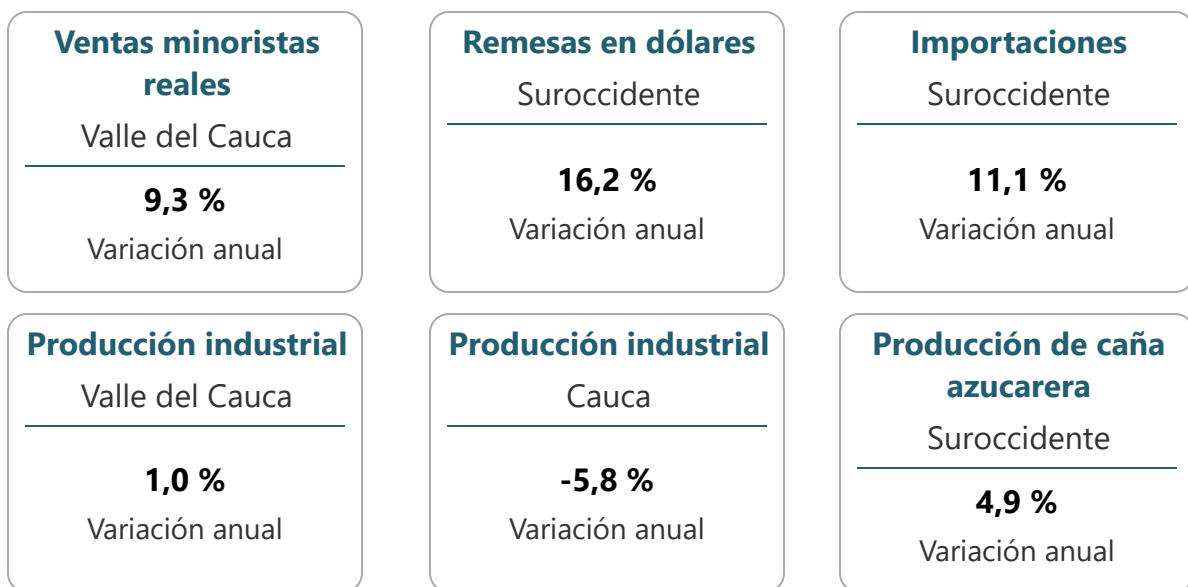 Ventas minoristas
reales
Valle del Cauca
9,3 %
Variación anual
Remesas en dólares
Suroccidente
16,2 %
Variación anual
Importaciones
Suroccidente
11,1 %
Variación anual
Producción industrial
Valle del Cauca
1,0 %
Variación anual
Producción industrial
Cauca
-5,8 %
Variación anual
Producción de caña
azucarera
Suroccidente
4,9 %
Variación anual